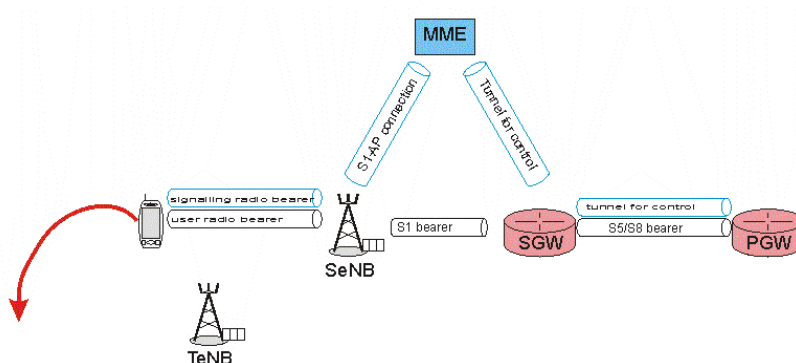 MME
S1-AP connection
Tunnel for control
signalling radio bearer
user radio bearer
S1 bearer
tunnel for control
S5/S8 bearer
SGW
PGW
SeNB
TeNB